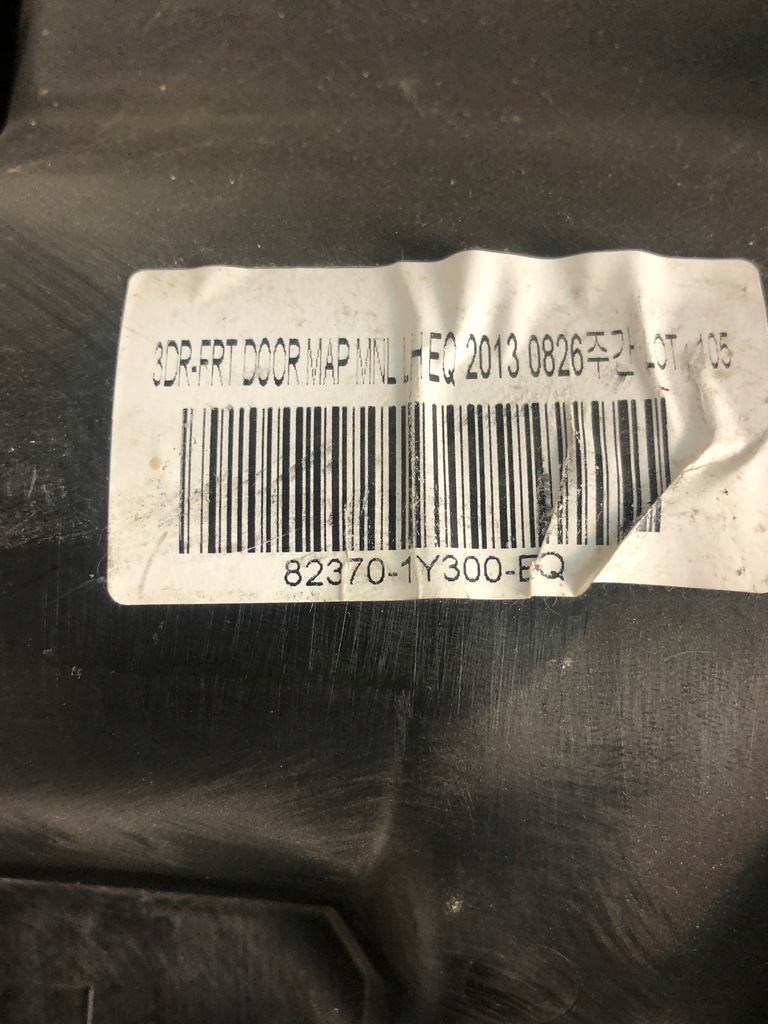 3DR-FRT DOOR MAP MNL LH EQ 2013 0826주간 LOT : 105
82370-1Y300-EQ